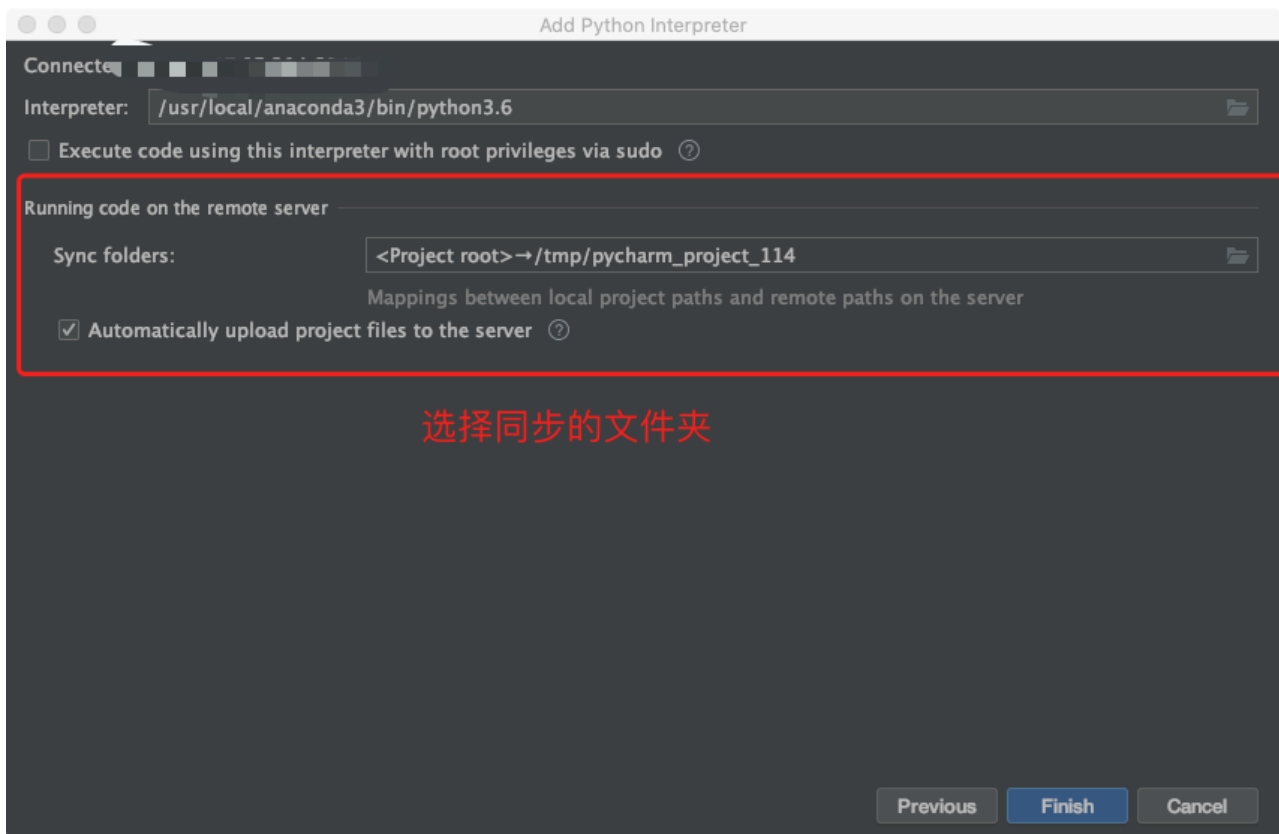 Add Python Interpreter
Connecte
Interpreter: /usr/local/anaconda3/bin/python3.6
Execute code using this interpreter with root privileges via sudo ?
Running code on the remote server
Sync folders: <Project root>→/tmp/pycharm_project_114
Mappings between local project paths and remote paths on the server
Automatically upload project files to the server ?
选择同步的文件夹
Previous Finish Cancel